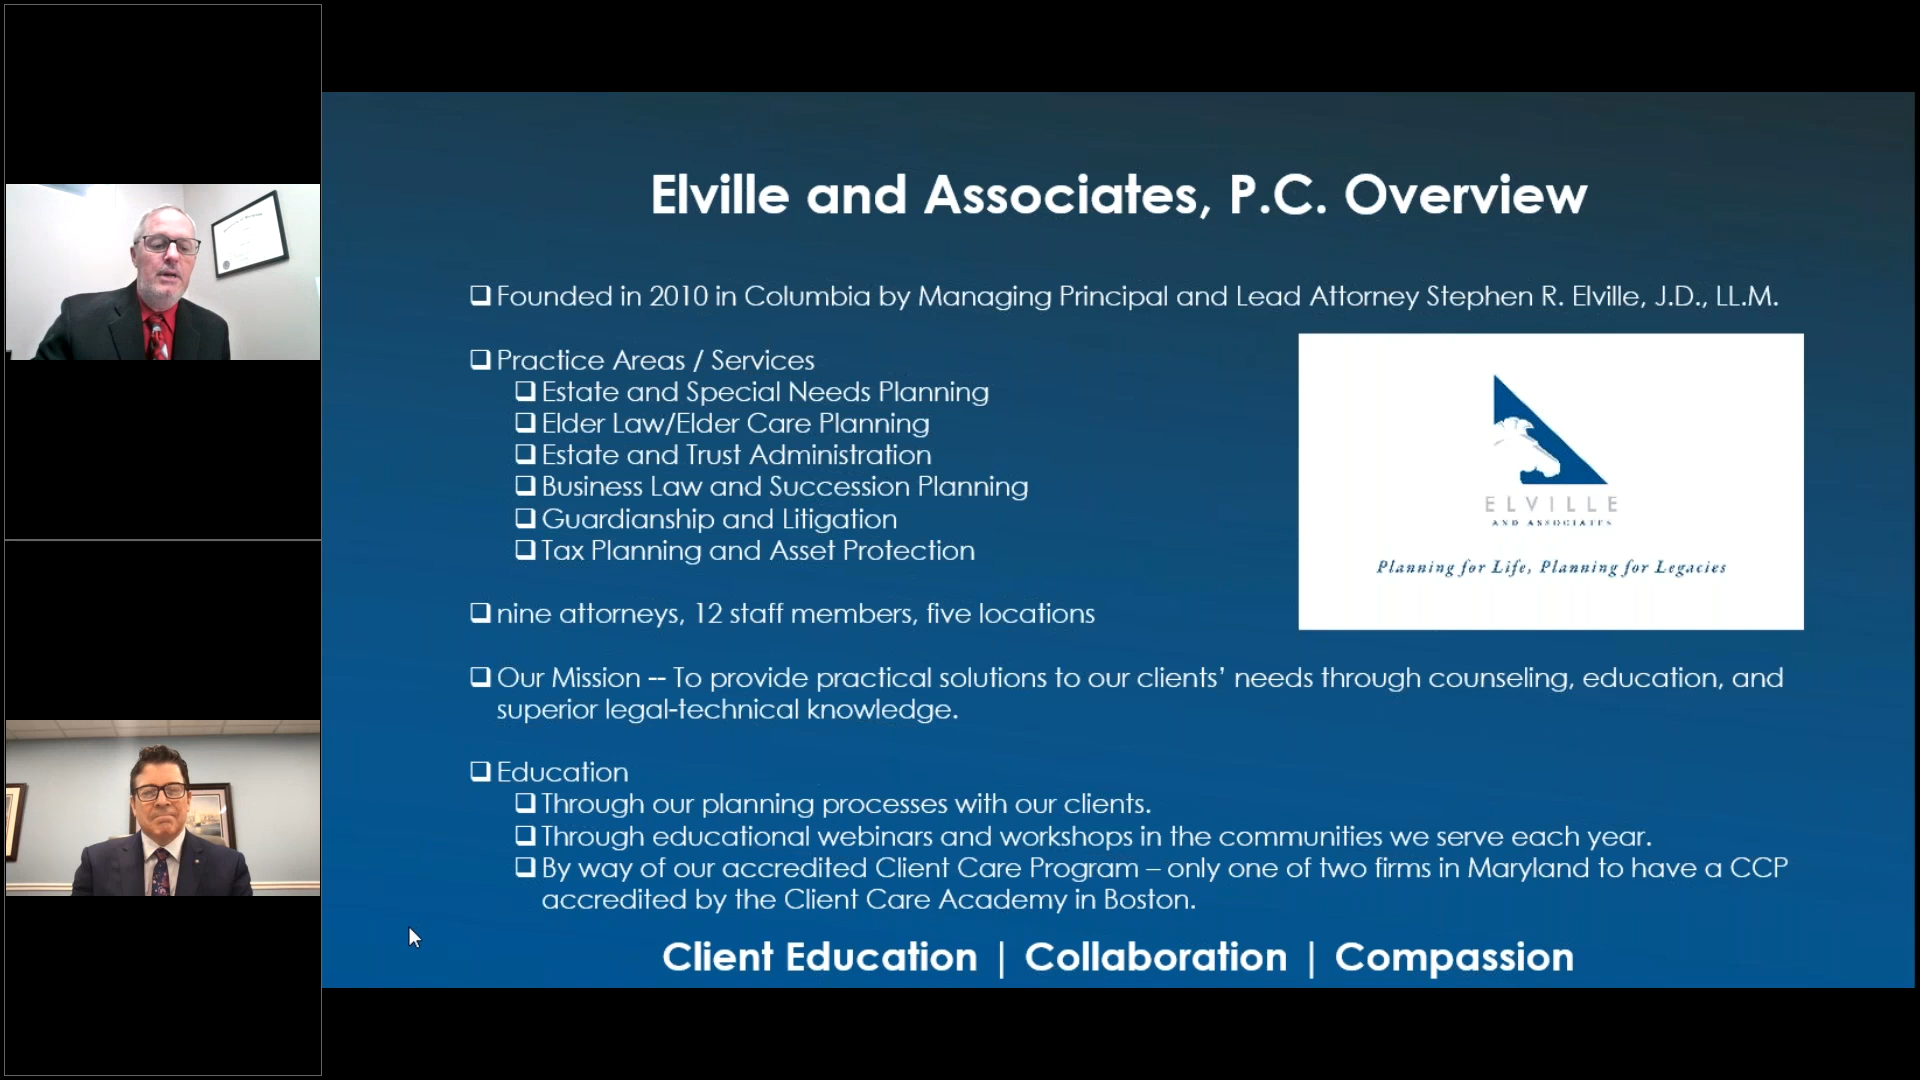 Elville and Associates, P.C. Overview
❑ Founded in 2010 in Columbia by Managing Principal and Lead Attorney Stephen R. Elville, J.D., LL.M.
❑ Practice Areas / Services
❑ Estate and Special Needs Planning
❑ Elder Law/Elder Care Planning
❑ Estate and Trust Administration
❑ Business Law and Succession Planning
❑ Guardianship and Litigation
❑ Tax Planning and Asset Protection
ELVILLE
AND ASSOCIATES
Planning for Life, Planning for Legacies
❑ nine attorneys, 12 staff members, five locations
❑ Our Mission -- To provide practical solutions to our clients’ needs through counseling, education, and
superior legal-technical knowledge.
❑ Education
❑ Through our planning processes with our clients.
❑ Through educational webinars and workshops in the communities we serve each year.
❑ By way of our accredited Client Care Program – only one of two firms in Maryland to have a CCP
accredited by the Client Care Academy in Boston.
Client Education | Collaboration | Compassion